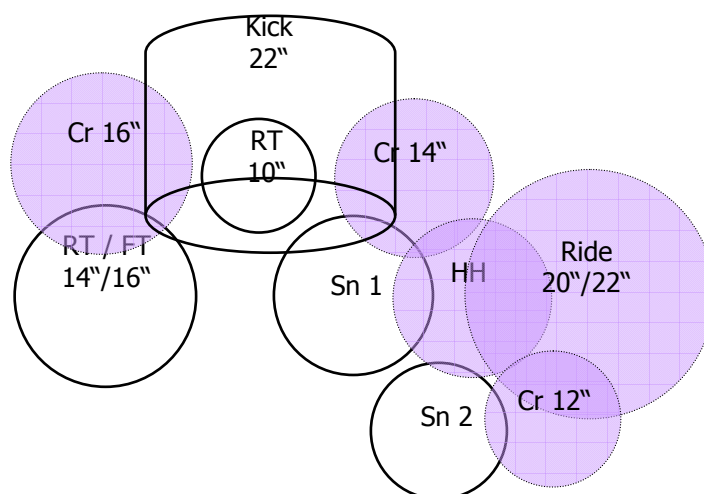 Kick
22“
Cr 16“
RT
10“
Cr 14“
RT / FT
14“/16“
Sn 1
HH
Ride
20“/22“
Cr 12“
Sn 2